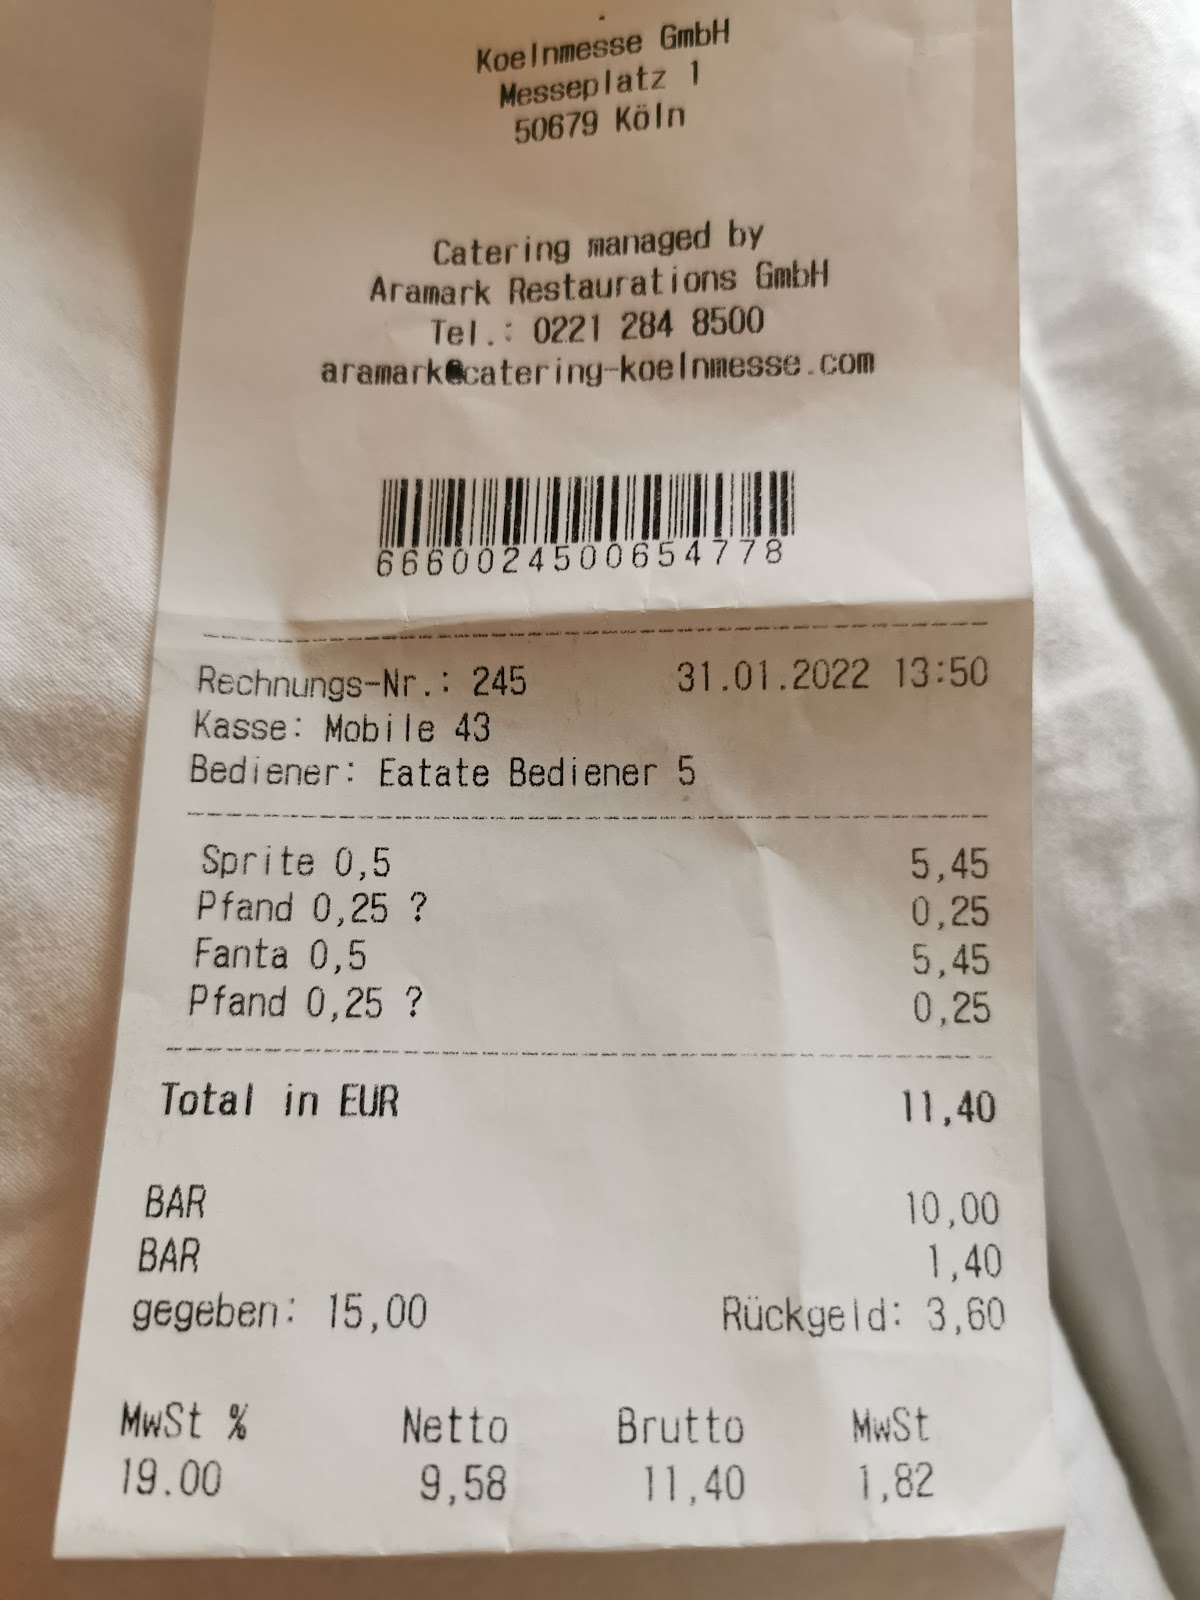 Koelnmesse GmbH
Messeplatz 1
50679 Köln
Catering managed by
Aramark Restaurations GmbH
Tel.: 0221 284 8500
aramark@catering-koelnmesse.com
6660024500654778
Rechnungs-Nr.: 245 31.01.2022 13:50
Kasse: Mobile 43
Bediener: Eatate Bediener 5
Sprite 0,5 5,45
Pfand 0,25 ? 0,25
Fanta 0,5 5,45
Pfand 0,25 ? 0,25
Total in EUR 11,40
BAR 10,00
BAR 1,40
gegeben: 15,00 Rückgeld: 3,60
MwSt % Netto Brutto MwSt
19.00 9,58 11,40 1,82